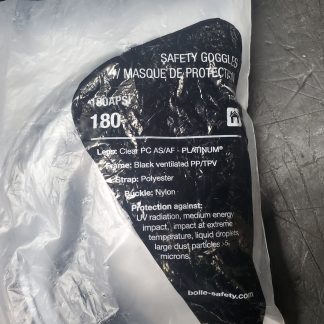 SAFETY GOGGLES
/ MASQUE DE PROTECTION
180APSI
180°
Lens: Clear PC AS/AF - PLATINUM®
Frame: Black ventilated PP/TPV
Strap: Polyester
Buckle: Nylon
Protection against:
UV radiation, medium energy
impact, impact at extreme
temperature, liquid droplets,
large dust particles >5
microns.
bolle-safety.com